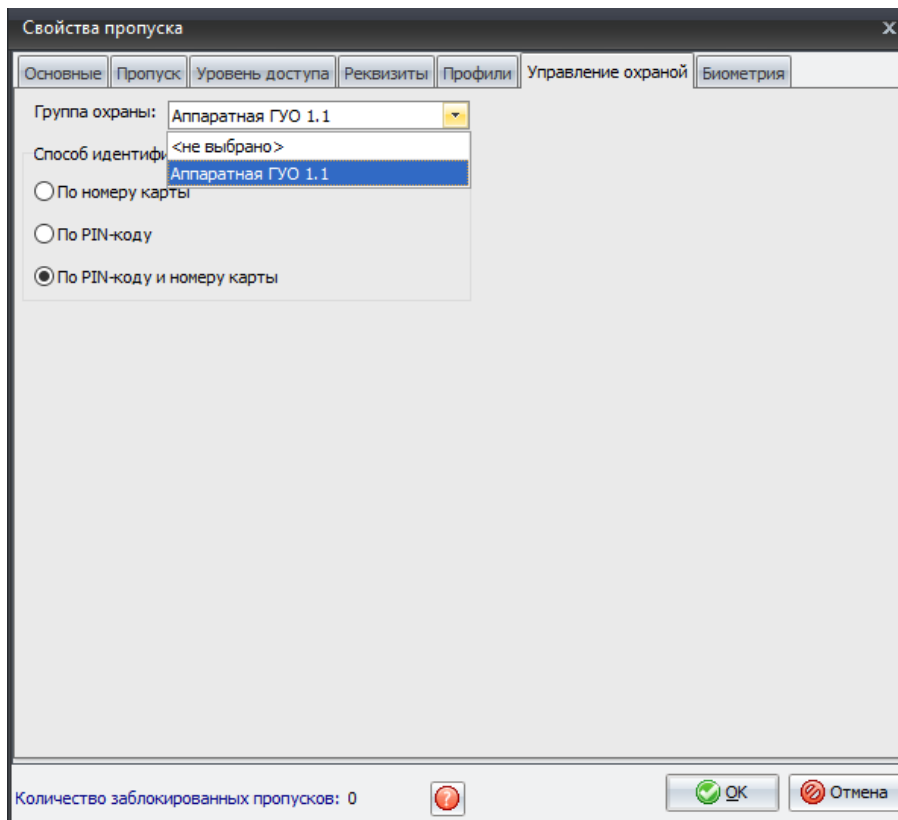 Свойства пропуска
Основные Пропуск Уровень доступа Реквизиты Профили Управление охраной Биометрия
Группа охраны: Аппаратная ГУО 1.1
<не выбрано>
Способ идентифи
Аппаратная ГУО 1.1
По номеру карты
По PIN-коду
По PIN-коду и номеру карты
Количество заблокированных пропусков: 0 OK Отмена